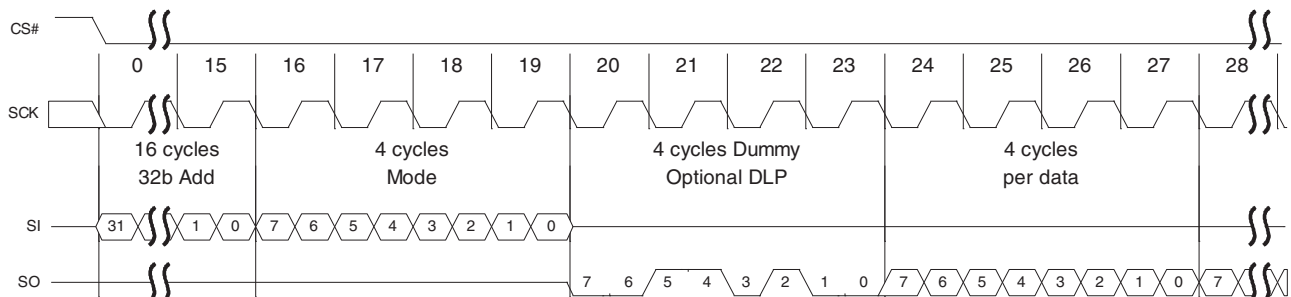 CS#
0 15 16 17 18 19 20 21 22 23 24 25 26 27 28
SCK
16 cycles 4 cycles 4 cycles Dummy 4 cycles
32b Add Mode Optional DLP per data
SI 31 1 0 7 6 5 4 3 2 1 0
SO 7 6 5 4 3 2 1 0 7 6 5 4 3 2 1 0 7